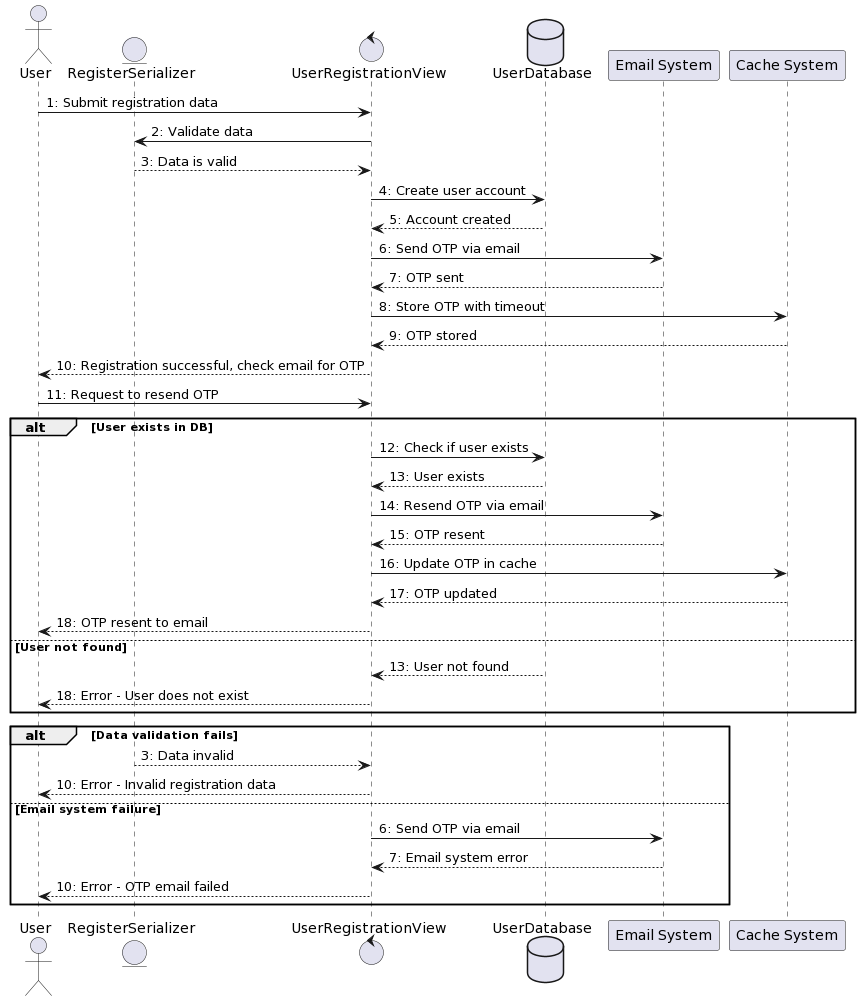 User
RegisterSerializer
UserRegistrationView
UserDatabase
Email System
Cache System
1: Submit registration data
2: Validate data
3: Data is valid
4: Create user account
5: Account created
6: Send OTP via email
7: OTP sent
8: Store OTP with timeout
9: OTP stored
10: Registration successful, check email for OTP
11: Request to resend OTP
alt [User exists in DB]
12: Check if user exists
13: User exists
14: Resend OTP via email
15: OTP resent
16: Update OTP in cache
17: OTP updated
18: OTP resent to email
[User not found]
13: User not found
18: Error - User does not exist
alt [Data validation fails]
3: Data invalid
10: Error - Invalid registration data
[Email system failure]
6: Send OTP via email
7: Email system error
10: Error - OTP email failed
User
RegisterSerializer
UserRegistrationView
UserDatabase
Email System
Cache System